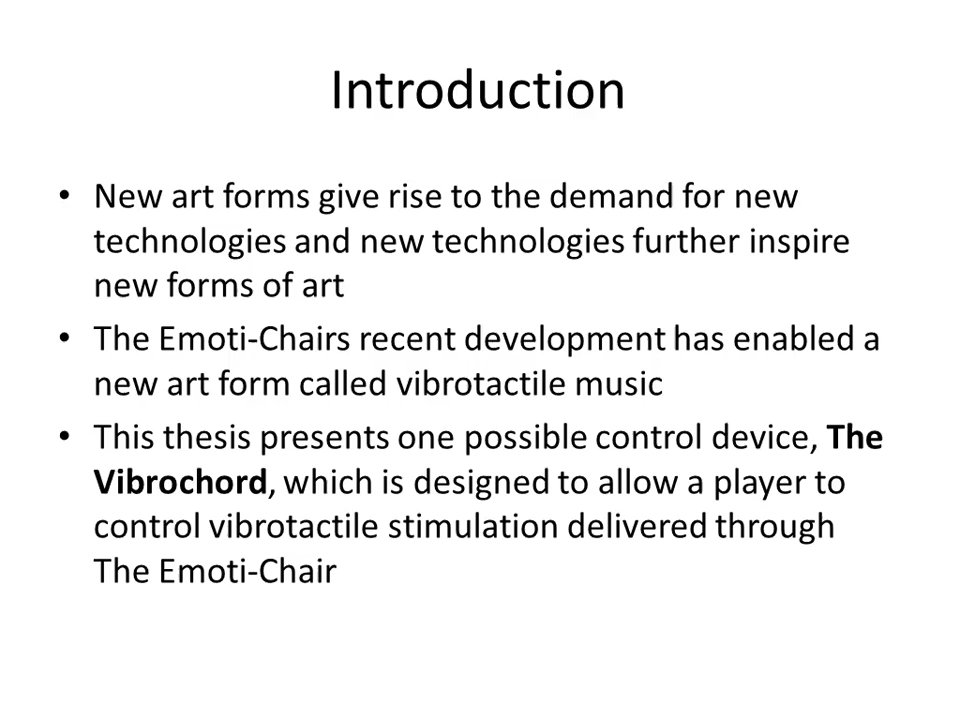 Introduction
• New art forms give rise to the demand for new
technologies and new technologies further inspire
new forms of art
• The Emoti-Chairs recent development has enabled a
new art form called vibrotactile music
• This thesis presents one possible control device, The
Vibrochord, which is designed to allow a player to
control vibrotactile stimulation delivered through
The Emoti-Chair